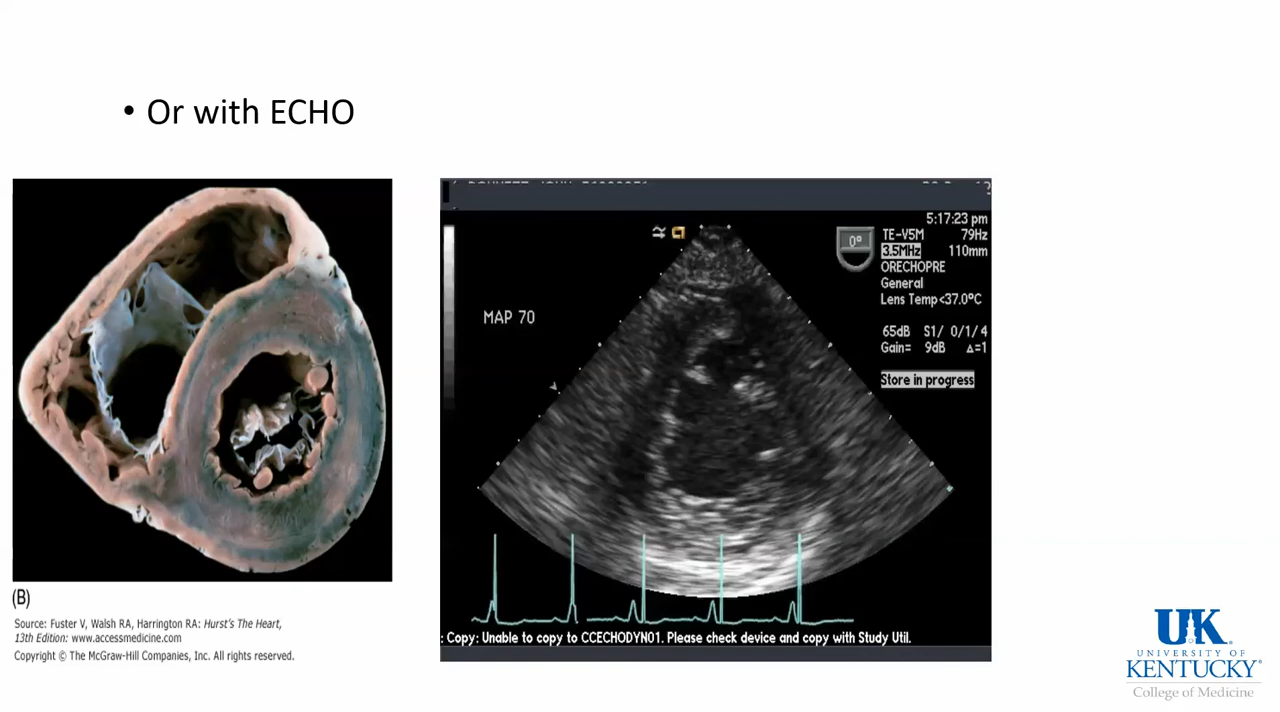 • Or with ECHO
5:17:23 pm
TE-V5M 79Hz
3.5MHz 110mm
ORECHOPRE
General
Lens Temp<37.0°C
0°
MAP 70
65dB S1/ 0/1/4
Gain= 9dB Δ=1
Store in progress
: Copy: Unable to copy to CCECHODYN01. Please check device and copy with Study Util.
(B)
Source: Fuster V, Walsh RA, Harrington RA: Hurst's The Heart,
13th Edition: www.accessmedicine.com
Copyright © The McGraw-Hill Companies, Inc. All rights reserved.
UK
UNIVERSITY OF
KENTUCKY®
College of Medicine